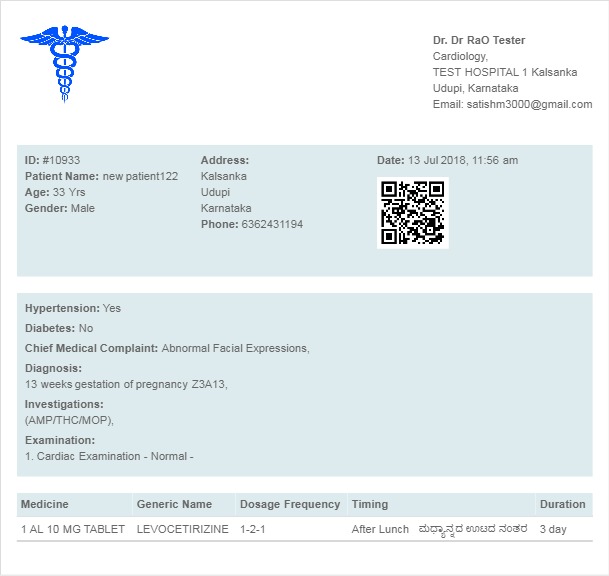 Dr. Dr RaO Tester
Cardiology,
TEST HOSPITAL 1 Kalsanka
Udupi, Karnataka
Email: satishm3000@gmail.com
ID: #10933
Patient Name: new patient122
Age: 33 Yrs
Gender: Male
Address:
Kalsanka
Udupi
Karnataka
Phone: 6362431194
Date: 13 Jul 2018, 11:56 am
Hypertension: Yes
Diabetes: No
Chief Medical Complaint: Abnormal Facial Expressions,
Diagnosis:
13 weeks gestation of pregnancy Z3A13,
Investigations:
(AMP/THC/MOP),
Examination:
1. Cardiac Examination - Normal -
Medicine Generic Name Dosage Frequency Timing Duration
1 AL 10 MG TABLET LEVOCETIRIZINE 1-2-1 After Lunch ಮಧ್ಯಾನ್ನದ ಊಟದ ನಂತರ 3 day